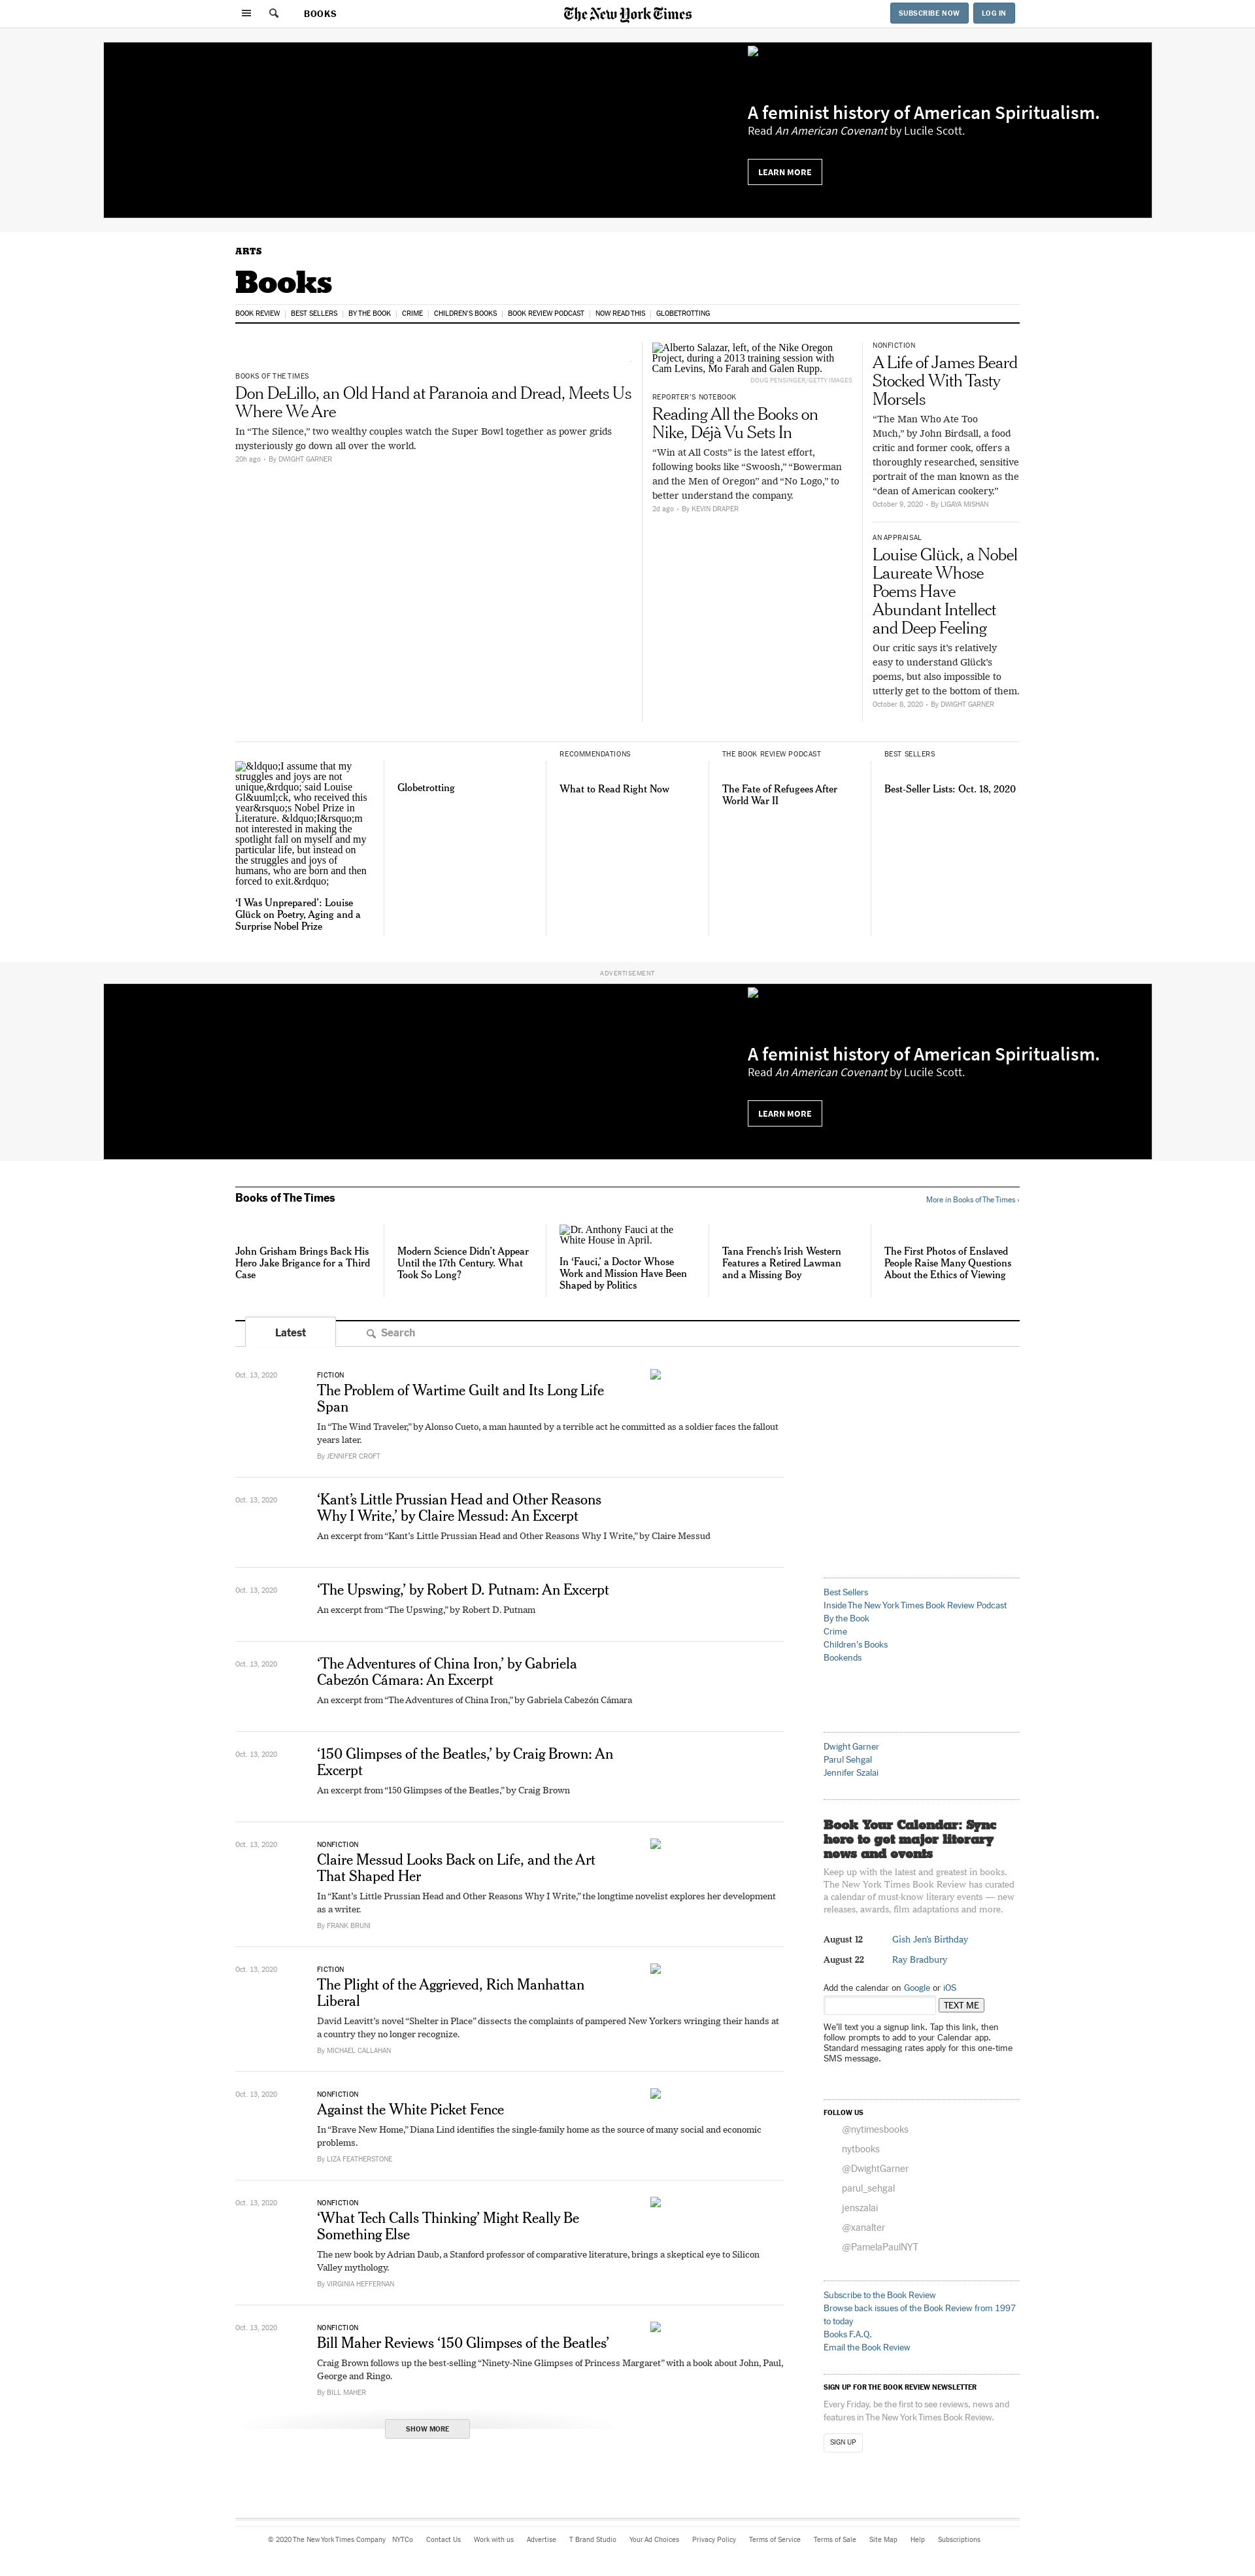 BOOKS
The New York Times
SUBSCRIBE NOW
LOG IN
A feminist history of American Spiritualism.
Read An American Covenant by Lucile Scott.
LEARN MORE
ARTS
Books
BOOK REVIEW
BEST SELLERS
BY THE BOOK
CRIME
CHILDREN'S BOOKS
BOOK REVIEW PODCAST
NOW READ THIS
GLOBETROTTING
BOOKS OF THE TIMES
Don DeLillo, an Old Hand at Paranoia and Dread, Meets Us
Where We Are
In “The Silence,” two wealthy couples watch the Super Bowl together as power grids
mysteriously go down all over the world.
20h ago • By DWIGHT GARNER
Alberto Salazar, left, of the Nike Oregon
Project, during a 2013 training session with
Cam Levins, Mo Farah and Galen Rupp.
DOUG PENSINGER/GETTY IMAGES
REPORTER’S NOTEBOOK
Reading All the Books on
Nike, Déjà Vu Sets In
“Win at All Costs” is the latest effort,
following books like “Swoosh,” “Bowerman
and the Men of Oregon” and “No Logo,” to
better understand the company.
2d ago • By KEVIN DRAPER
NONFICTION
A Life of James Beard
Stocked With Tasty
Morsels
“The Man Who Ate Too
Much,” by John Birdsall, a food
critic and former cook, offers a
thoroughly researched, sensitive
portrait of the man known as the
“dean of American cookery.”
October 9, 2020 • By LIGAYA MISHAN
AN APPRAISAL
Louise Glück, a Nobel
Laureate Whose
Poems Have
Abundant Intellect
and Deep Feeling
Our critic says it’s relatively
easy to understand Glück’s
poems, but also impossible to
utterly get to the bottom of them.
October 8, 2020 • By DWIGHT GARNER
&ldquo;I assume that my
struggles and joys are not
unique,&rdquo; said Louise
Gl&uuml;ck, who received this
year&rsquo;s Nobel Prize in
Literature. &ldquo;I&rsquo;m
not interested in making the
spotlight fall on myself and my
particular life, but instead on
the struggles and joys of
humans, who are born and then
forced to exit.&rdquo;
‘I Was Unprepared’: Louise
Glück on Poetry, Aging and a
Surprise Nobel Prize
Globetrotting
RECOMMENDATIONS
What to Read Right Now
THE BOOK REVIEW PODCAST
The Fate of Refugees After
World War II
BEST SELLERS
Best-Seller Lists: Oct. 18, 2020
ADVERTISEMENT
A feminist history of American Spiritualism.
Read An American Covenant by Lucile Scott.
LEARN MORE
Books of The Times
More in Books of The Times ›
John Grisham Brings Back His
Hero Jake Brigance for a Third
Case
Modern Science Didn’t Appear
Until the 17th Century. What
Took So Long?
Dr. Anthony Fauci at the
White House in April.
In ‘Fauci,’ a Doctor Whose
Work and Mission Have Been
Shaped by Politics
Tana French’s Irish Western
Features a Retired Lawman
and a Missing Boy
The First Photos of Enslaved
People Raise Many Questions
About the Ethics of Viewing
Latest
Search
Oct. 13, 2020
FICTION
The Problem of Wartime Guilt and Its Long Life
Span
In “The Wind Traveler,” by Alonso Cueto, a man haunted by a terrible act he committed as a soldier faces the fallout
years later.
By JENNIFER CROFT
Oct. 13, 2020
‘Kant’s Little Prussian Head and Other Reasons
Why I Write,’ by Claire Messud: An Excerpt
An excerpt from “Kant’s Little Prussian Head and Other Reasons Why I Write,” by Claire Messud
Oct. 13, 2020
‘The Upswing,’ by Robert D. Putnam: An Excerpt
An excerpt from “The Upswing,” by Robert D. Putnam
Oct. 13, 2020
‘The Adventures of China Iron,’ by Gabriela
Cabezón Cámara: An Excerpt
An excerpt from “The Adventures of China Iron,” by Gabriela Cabezón Cámara
Oct. 13, 2020
‘150 Glimpses of the Beatles,’ by Craig Brown: An
Excerpt
An excerpt from “150 Glimpses of the Beatles,” by Craig Brown
Oct. 13, 2020
NONFICTION
Claire Messud Looks Back on Life, and the Art
That Shaped Her
In “Kant’s Little Prussian Head and Other Reasons Why I Write,” the longtime novelist explores her development
as a writer.
By FRANK BRUNI
Oct. 13, 2020
FICTION
The Plight of the Aggrieved, Rich Manhattan
Liberal
David Leavitt’s novel “Shelter in Place” dissects the complaints of pampered New Yorkers wringing their hands at
a country they no longer recognize.
By MICHAEL CALLAHAN
Oct. 13, 2020
NONFICTION
Against the White Picket Fence
In “Brave New Home,” Diana Lind identifies the single-family home as the source of many social and economic
problems.
By LIZA FEATHERSTONE
Oct. 13, 2020
NONFICTION
‘What Tech Calls Thinking’ Might Really Be
Something Else
The new book by Adrian Daub, a Stanford professor of comparative literature, brings a skeptical eye to Silicon
Valley mythology.
By VIRGINIA HEFFERNAN
Oct. 13, 2020
NONFICTION
Bill Maher Reviews ‘150 Glimpses of the Beatles’
Craig Brown follows up the best-selling “Ninety-Nine Glimpses of Princess Margaret” with a book about John, Paul,
George and Ringo.
By BILL MAHER
SHOW MORE
Best Sellers
Inside The New York Times Book Review Podcast
By the Book
Crime
Children’s Books
Bookends
Dwight Garner
Parul Sehgal
Jennifer Szalai
Book Your Calendar: Sync
here to get major literary
news and events
Keep up with the latest and greatest in books.
The New York Times Book Review has curated
a calendar of must-know literary events — new
releases, awards, film adaptations and more.
August 12 Gish Jen’s Birthday
August 22 Ray Bradbury
Add the calendar on Google or iOS
TEXT ME
We’ll text you a signup link. Tap this link, then
follow prompts to add to your Calendar app.
Standard messaging rates apply for this one-time
SMS message.
FOLLOW US
@nytimesbooks
nytbooks
@DwightGarner
parul_sehgal
jenszalai
@xanalter
@PamelaPaulNYT
Subscribe to the Book Review
Browse back issues of the Book Review from 1997
to today
Books F.A.Q.
Email the Book Review
SIGN UP FOR THE BOOK REVIEW NEWSLETTER
Every Friday, be the first to see reviews, news and
features in The New York Times Book Review.
SIGN UP
© 2020 The New York Times Company NYTCo Contact Us Work with us Advertise T Brand Studio Your Ad Choices Privacy Policy Terms of Service Terms of Sale Site Map Help Subscriptions